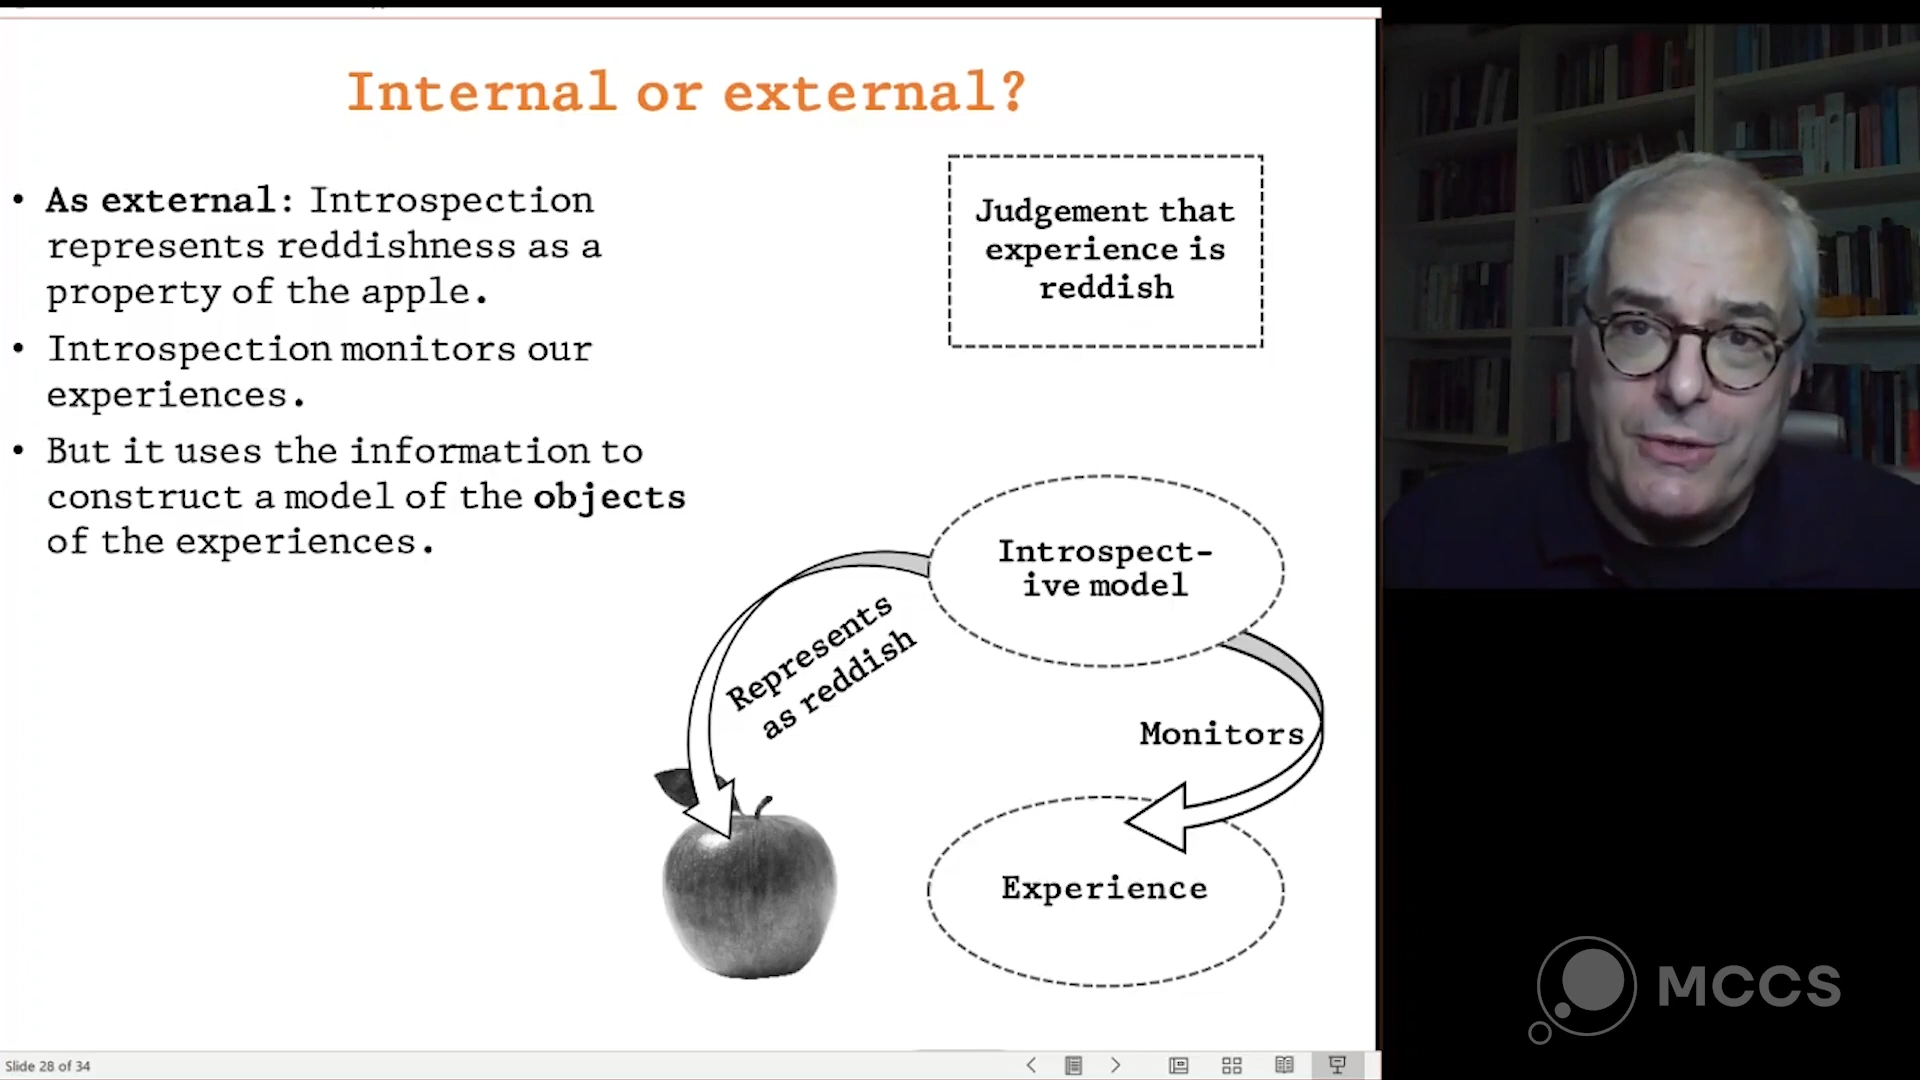 Internal or external?
• As external: Introspection
represents reddishness as a
property of the apple.
• Introspection monitors our
experiences.
• But it uses the information to
construct a model of the objects
of the experiences.
Judgement that
experience is
reddish
Introspect-
ive model
Represents
as reddish
Monitors
Experience
MCCS
Slide 28 of 34